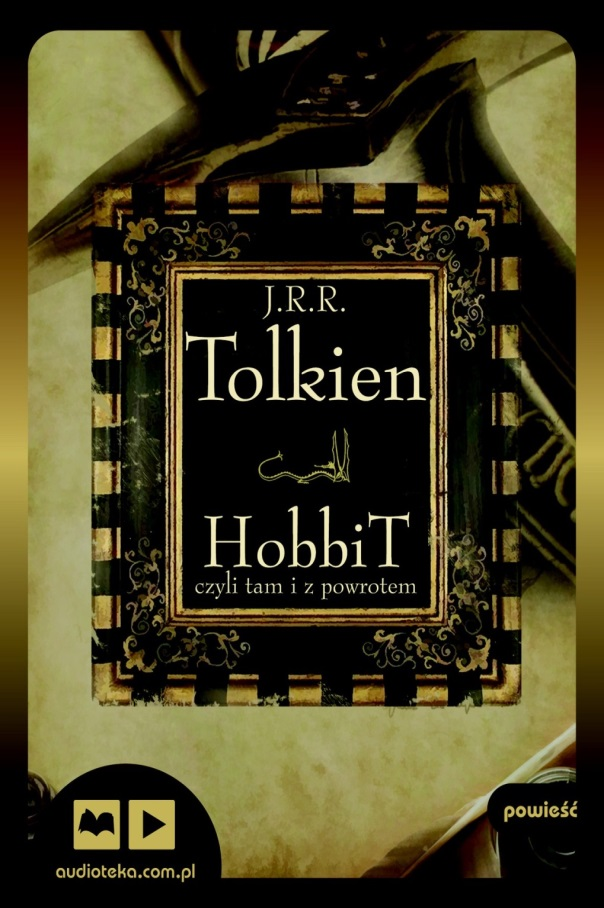 J.R.R.
Tolkien
HobbiT
czyli tam i z powrotem
powieść
audioteka.com.pl